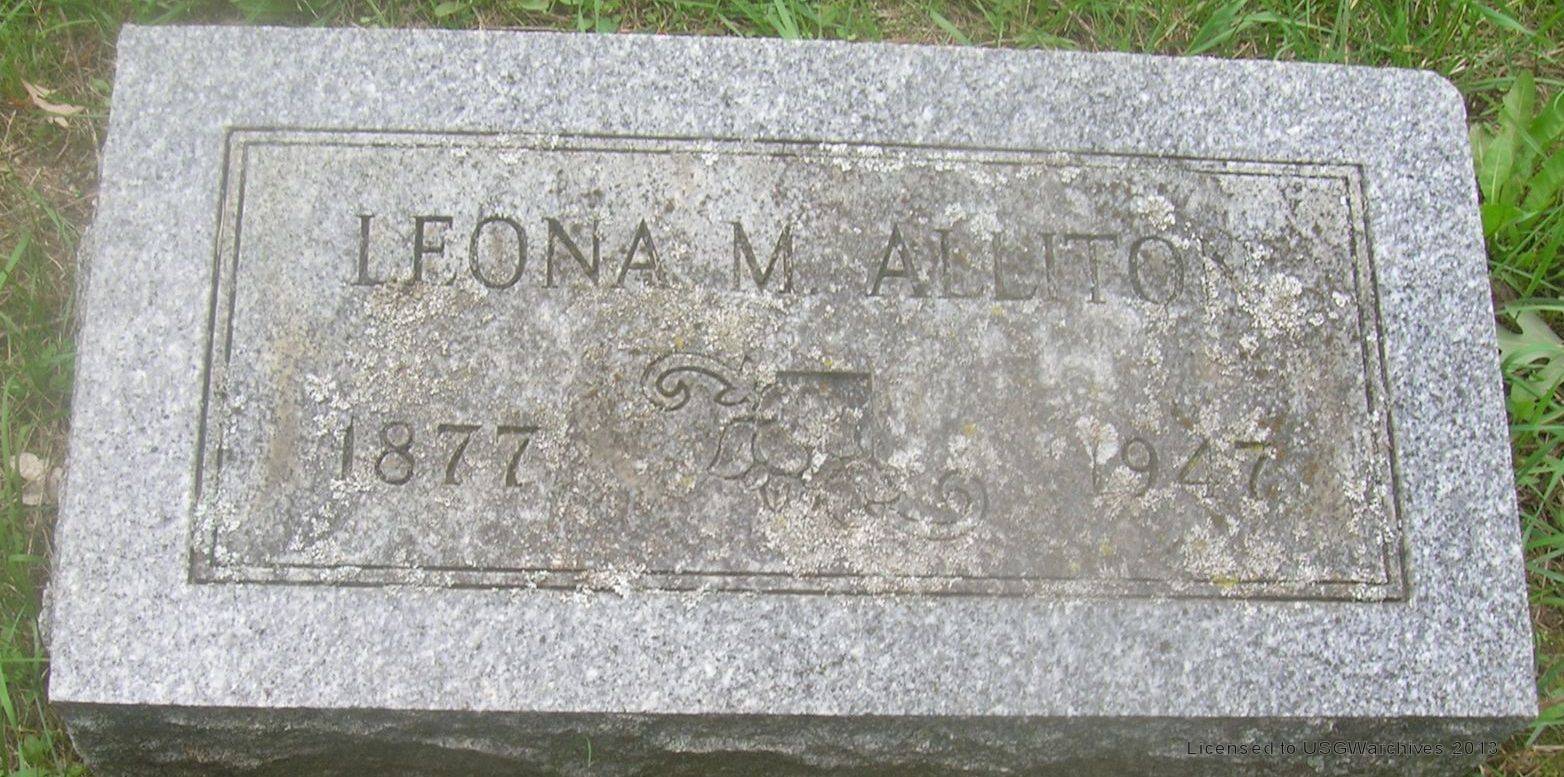 LEONA M. ALLITON
1877 1947
Licensed to USGWarchives 2013